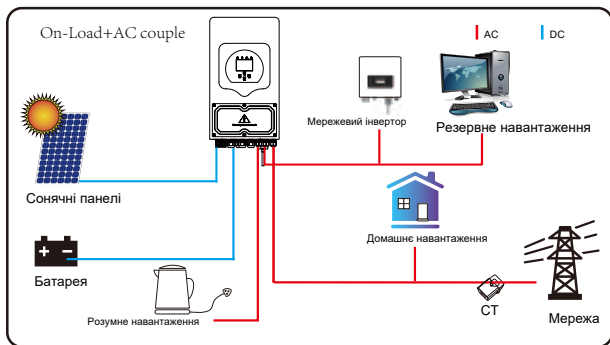 On-Load+AC couple
AC
DC
Мережевий інвертор
Резервне навантаження
Сонячні панелі
Домашнє навантаження
Батарея
CT
Розумне навантаження
Мережа